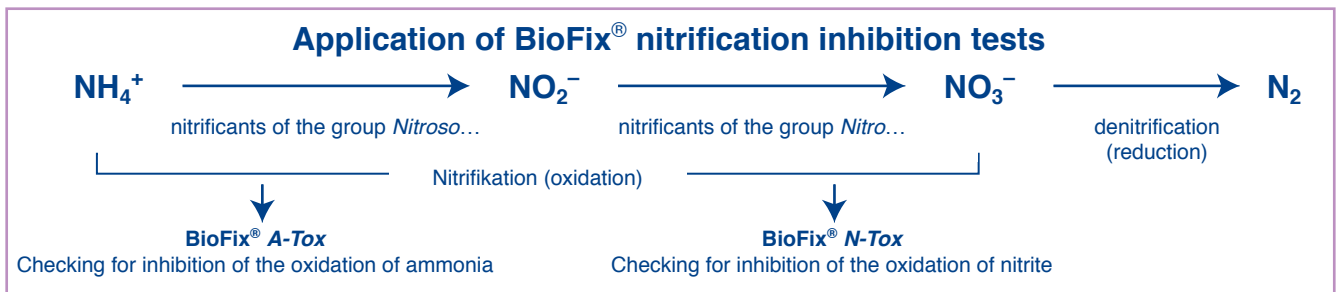 Application of BioFix® nitrification inhibition tests
NH₄⁺ NO₂⁻ NO₃⁻ N₂
nitrificants of the group Nitroso… nitrificants of the group Nitro… denitrification
(reduction)
Nitrifikation (oxidation)
BioFix® A-Tox BioFix® N-Tox
Checking for inhibition of the oxidation of ammonia Checking for inhibition of the oxidation of nitrite